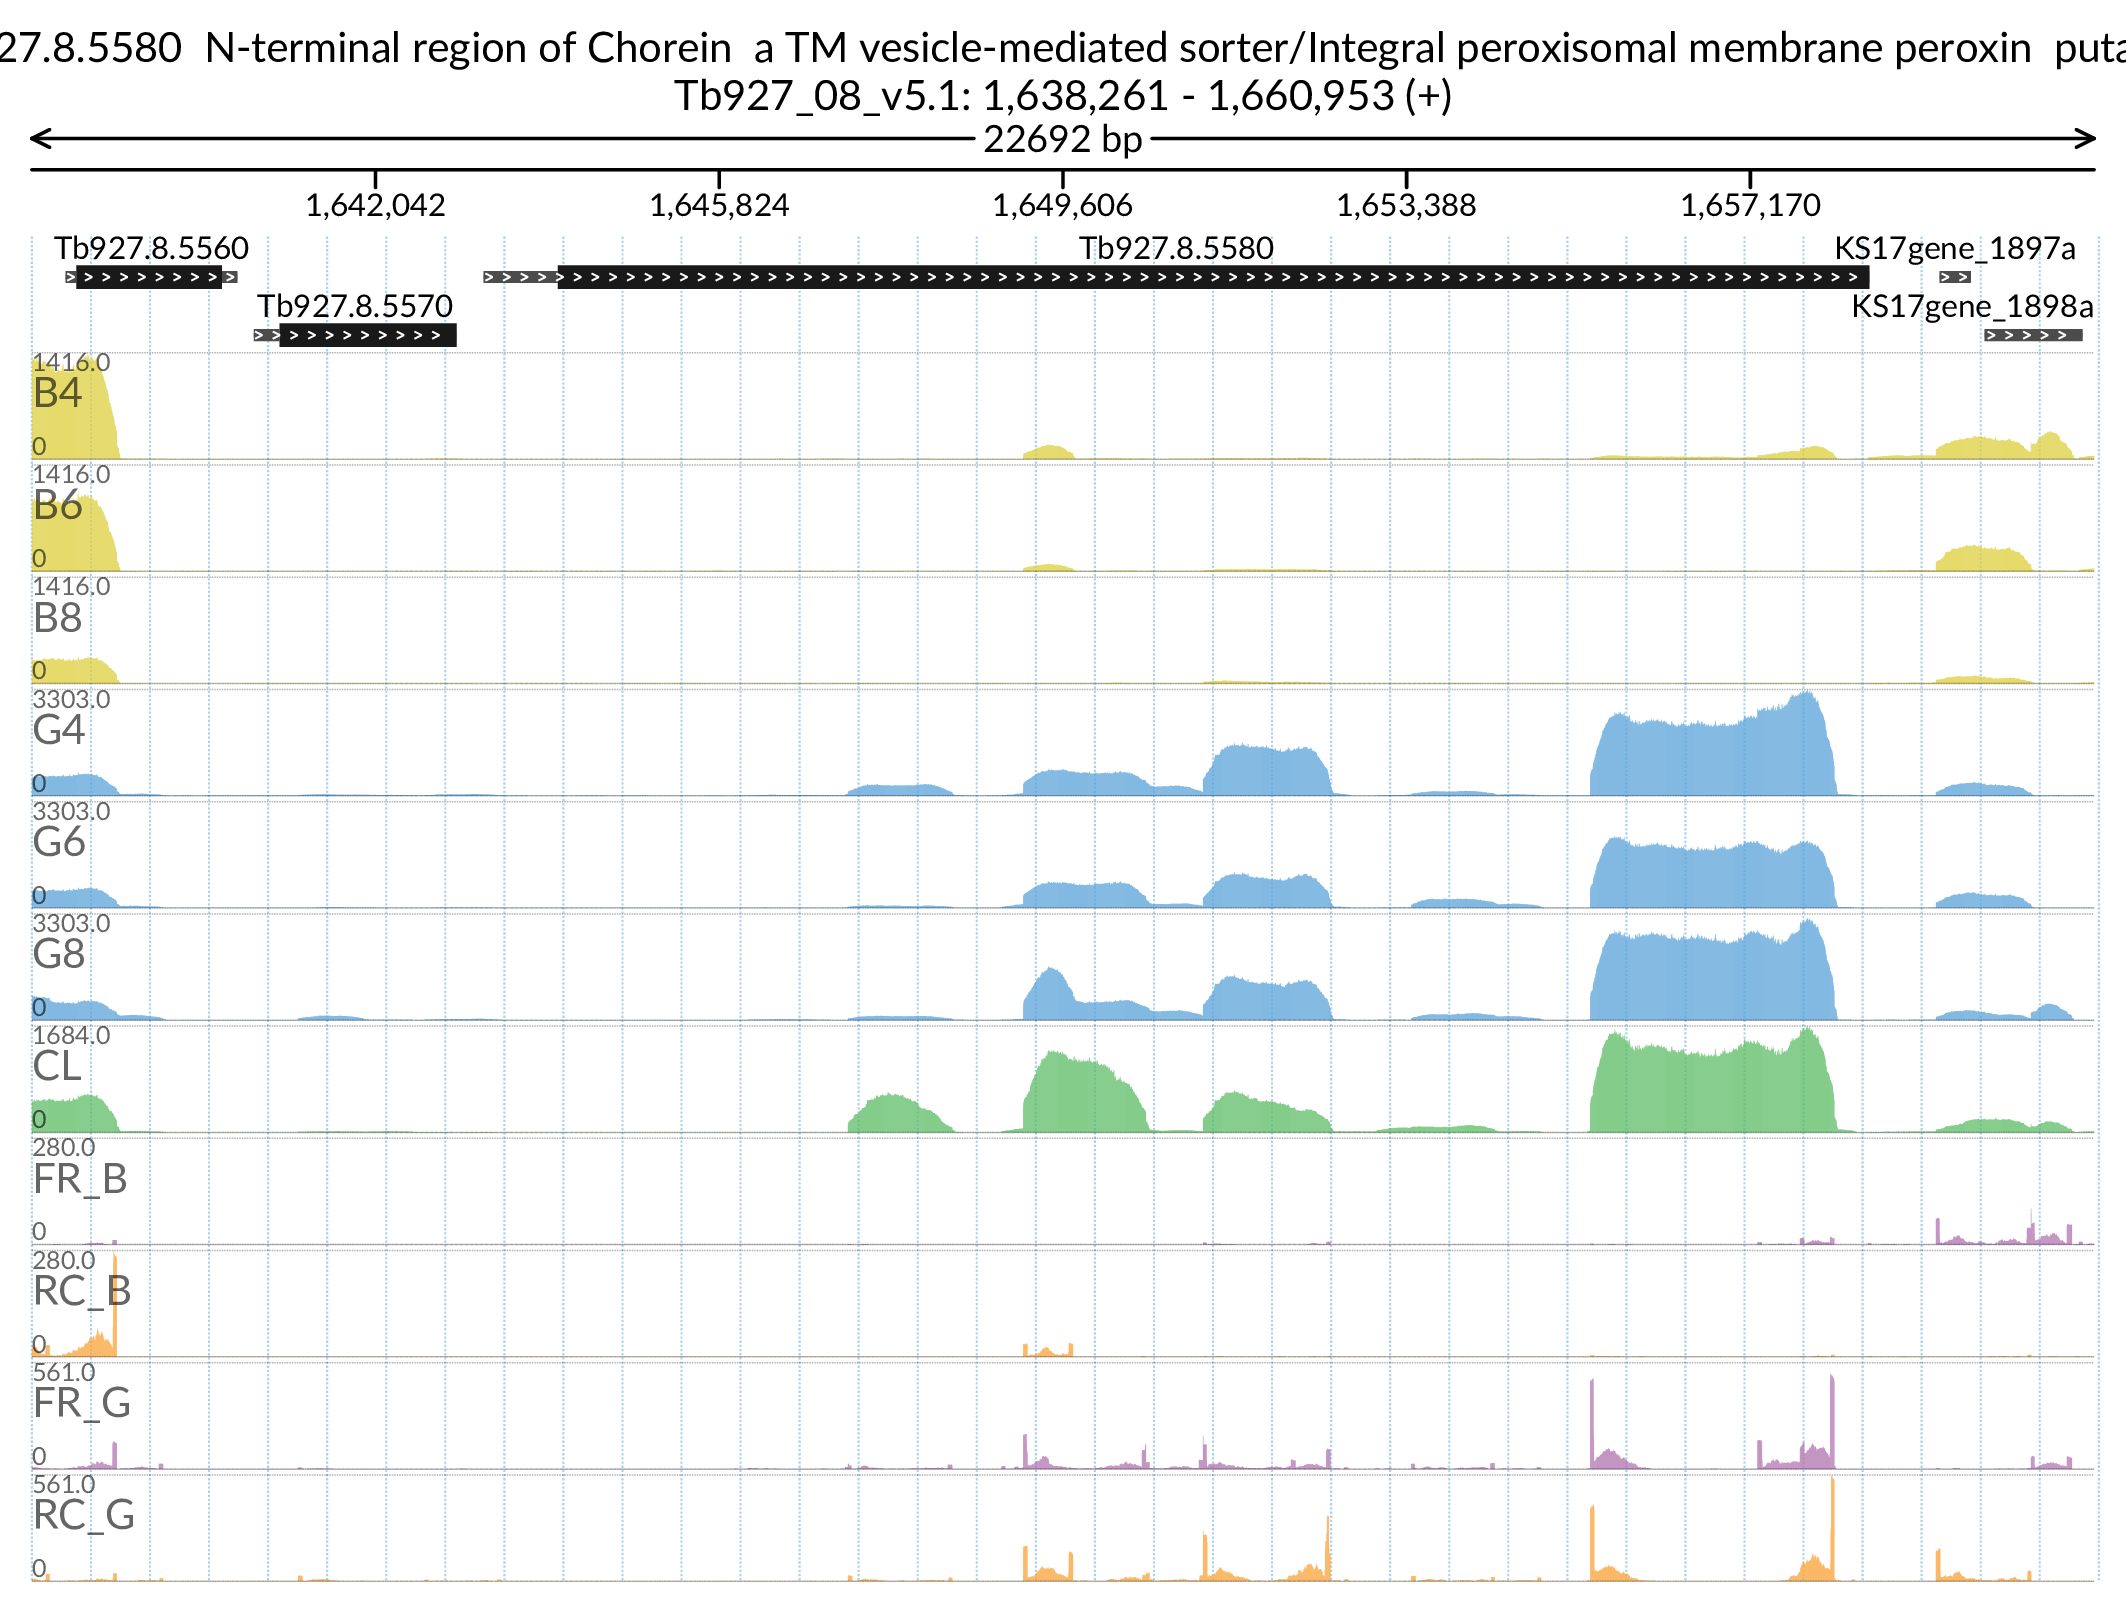 27.8.5580 N-terminal region of Chorein a TM vesicle-mediated sorter/Integral peroxisomal membrane peroxin puta
Tb927_08_v5.1: 1,638,261 - 1,660,953 (+)
22692 bp
1,642,042 1,645,824 1,649,606 1,653,388 1,657,170
Tb927.8.5560 Tb927.8.5580 KS17gene_1897a
Tb927.8.5570 KS17gene_1898a
1416.0
B4
0
1416.0
B6
0
1416.0
B8
0
3303.0
G4
0
3303.0
G6
0
3303.0
G8
0
1684.0
CL
0
280.0
FR_B
0
280.0
RC_B
0
561.0
FR_G
0
561.0
RC_G
0